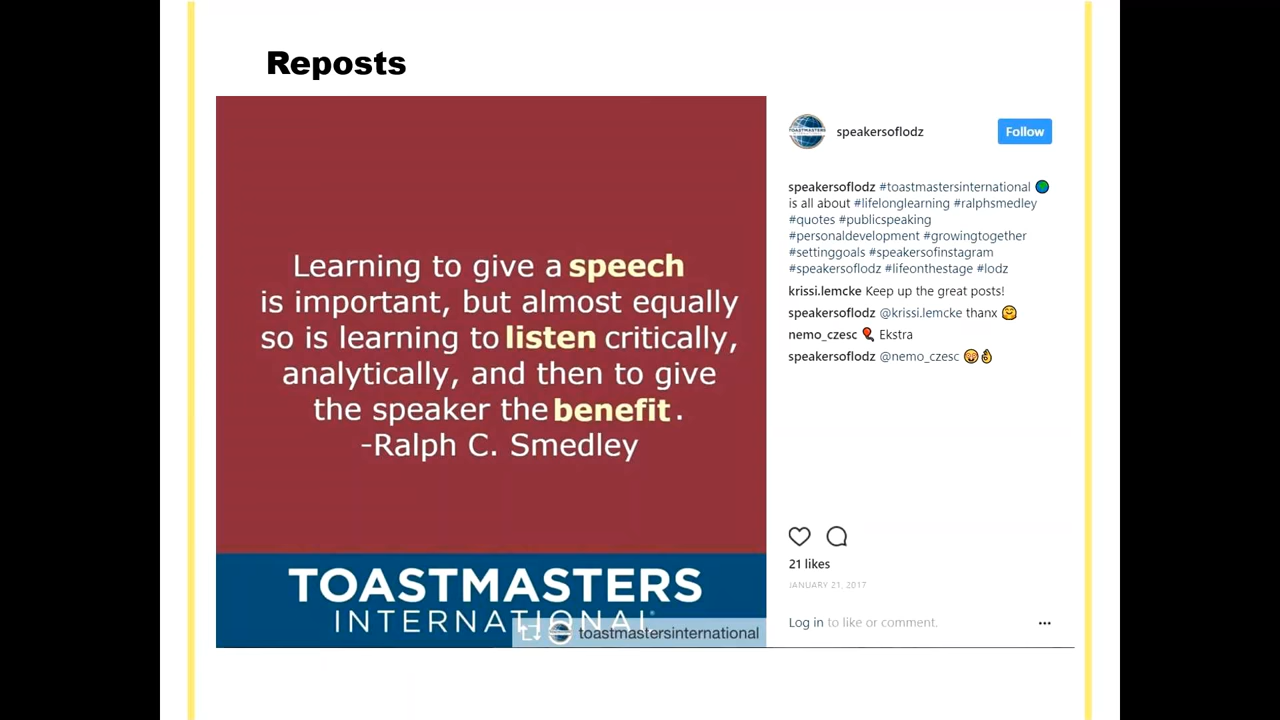 Reposts
Learning to give a speech
is important, but almost equally
so is learning to listen critically,
analytically, and then to give
the speaker the benefit.
-Ralph C. Smedley
TOASTMASTERS
INTERNATIONAL
toastmastersinternational
TOASTMASTERS
speakersoflodz
Follow
speakersoflodz #toastmastersinternational 🌍
is all about #lifelonglearning #ralphsmedley
#quotes #publicspeaking
#personaldevelopment #growingtogether
#settinggoals #speakersofinstagram
#speakersoflodz #lifeonthestage #lodz
krissi.lemcke Keep up the great posts!
speakersoflodz @krissi.lemcke thanx 🤗
nemo_czesc 🎈 Ekstra
speakersoflodz @nemo_czesc 😄👌
21 likes
JANUARY 21, 2017
Log in to like or comment.